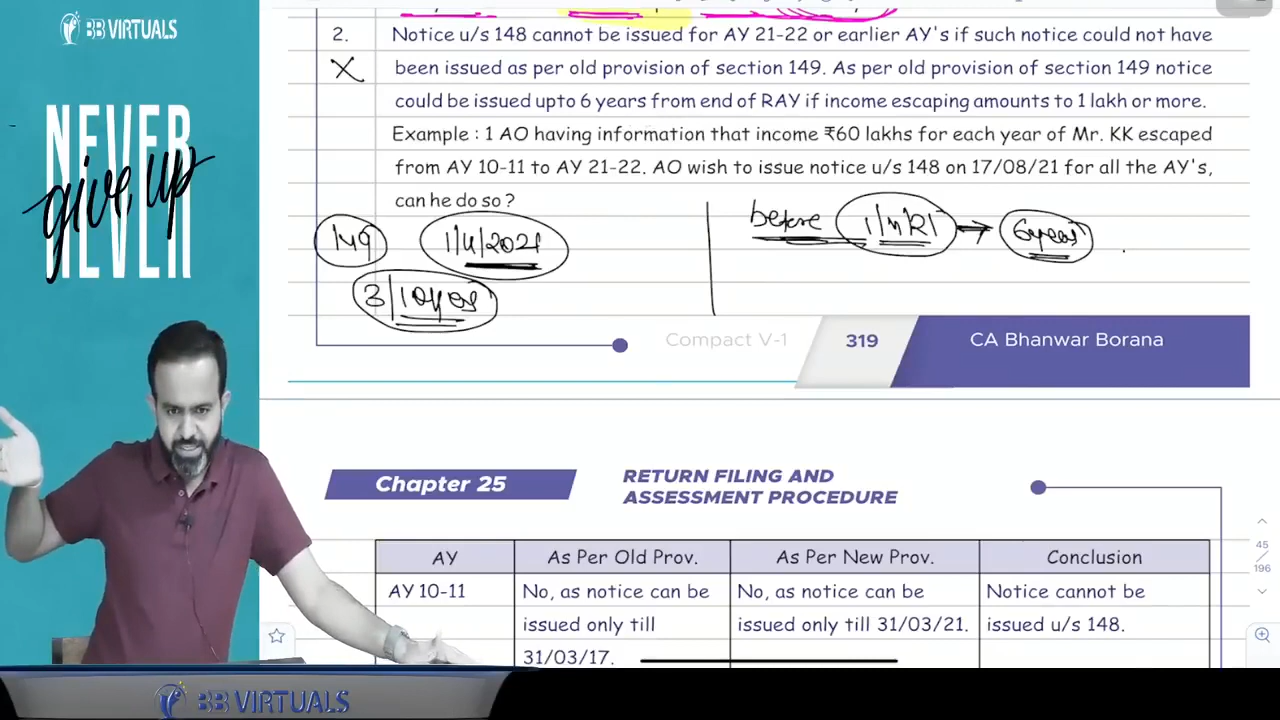 BB VIRTUALS
NEVER
give up
NEVER
2. Notice u/s 148 cannot be issued for AY 21-22 or earlier AY's if such notice could not have
X been issued as per old provision of section 149. As per old provision of section 149 notice
could be issued upto 6 years from end of RAY if income escaping amounts to 1 lakh or more.
Example : 1 AO having information that income ₹60 lakhs for each year of Mr. KK escaped
from AY 10-11 to AY 21-22. AO wish to issue notice u/s 148 on 17/08/21 for all the AY's,
can he do so ?
149 1/4/2021 before 1/4/21 → 6year
3/10year
Compact V-1 319 CA Bhanwar Borana
Chapter 25 RETURN FILING AND
ASSESSMENT PROCEDURE
AY As Per Old Prov. As Per New Prov. Conclusion
AY 10-11 No, as notice can be No, as notice can be Notice cannot be
issued only till issued only till 31/03/21. issued u/s 148.
31/03/17.
45
196
BB VIRTUALS